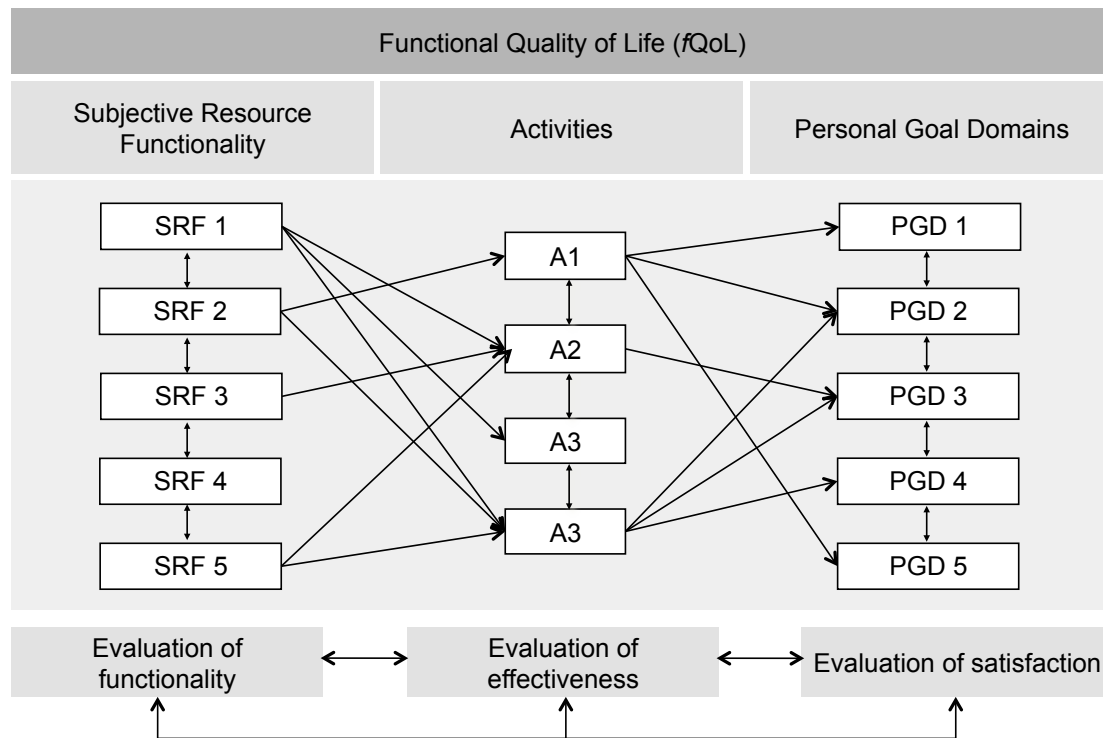 Functional Quality of Life (fQoL)
Subjective Resource
Functionality
Activities
Personal Goal Domains
SRF 1
SRF 2
SRF 3
SRF 4
SRF 5
A1
A2
A3
A3
PGD 1
PGD 2
PGD 3
PGD 4
PGD 5
Evaluation of
functionality
Evaluation of
effectiveness
Evaluation of satisfaction